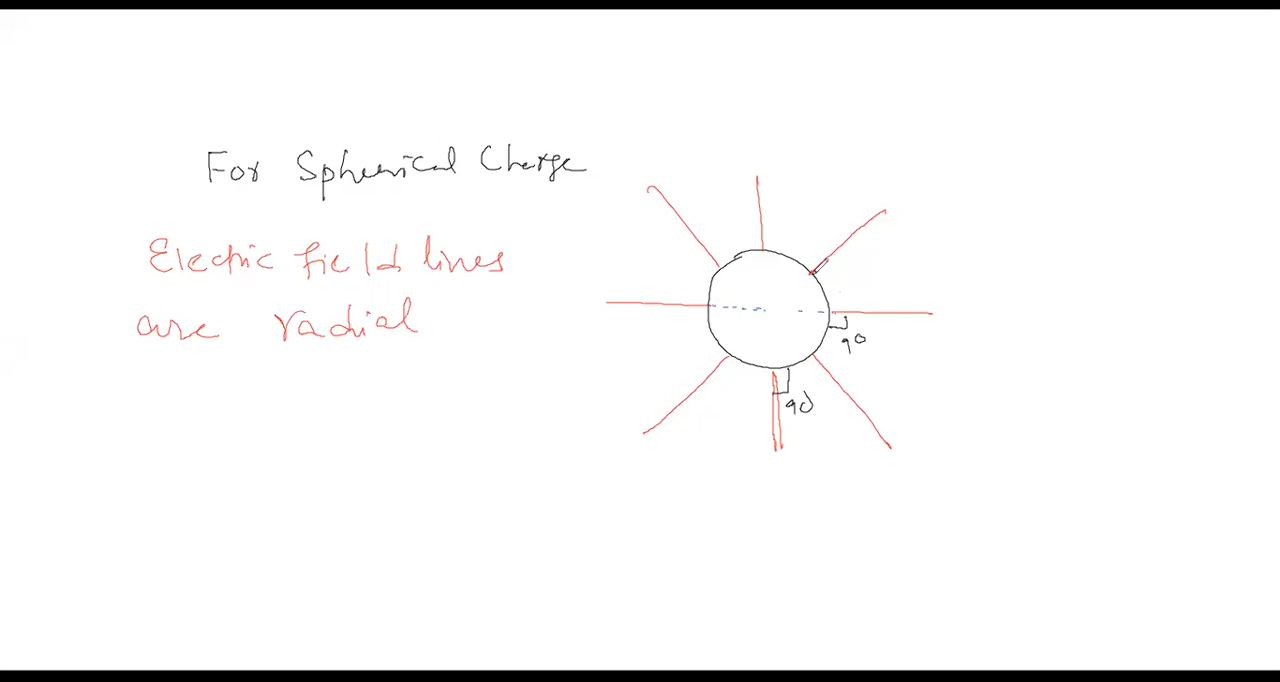 For Spherical Charge
Electric field lines
are radial
90
90